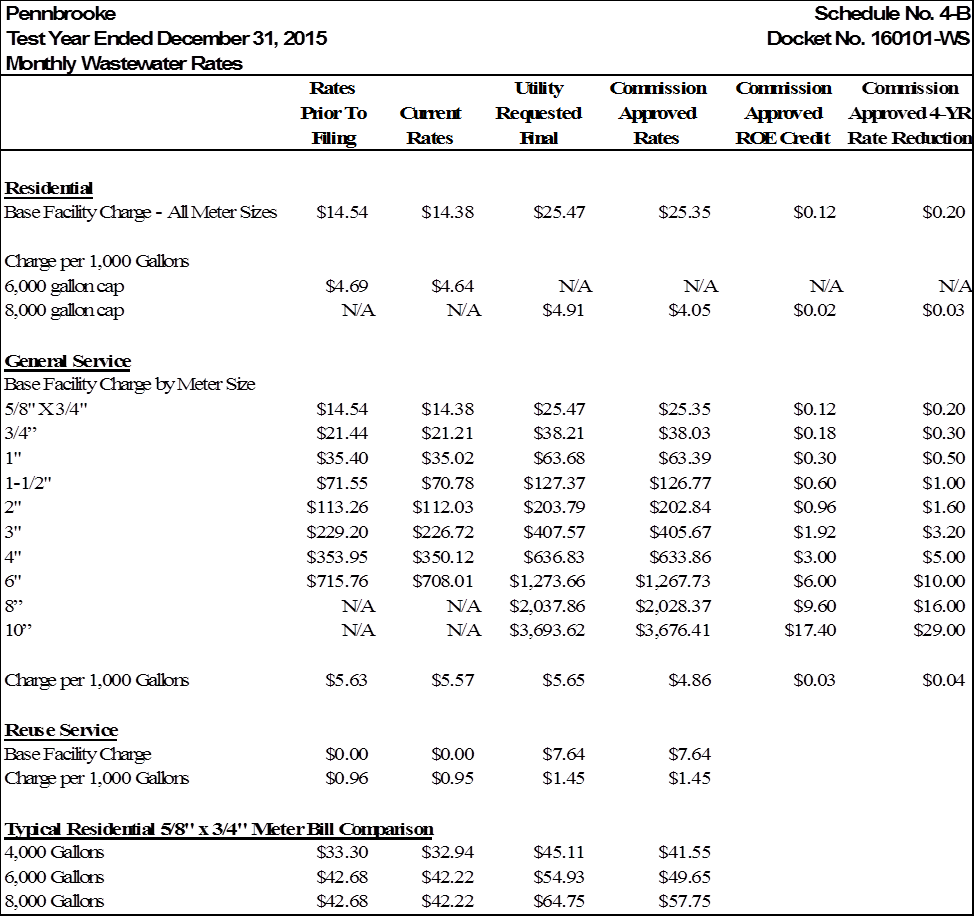 Pennbrooke Schedule No. 4-B
Test Year Ended December 31, 2015 Docket No. 160101-WS
Monthly Wastewater Rates
Rates Utility Commission Commission Commission
Prior To Current Requested Approved Approved Approved 4-YR
Filing Rates Final Rates ROE Credit Rate Reduction
Residential
Base Facility Charge - All Meter Sizes $14.54 $14.38 $25.47 $25.35 $0.12 $0.20
Charge per 1,000 Gallons
6,000 gallon cap $4.69 $4.64 N/A N/A N/A N/A
8,000 gallon cap N/A N/A $4.91 $4.05 $0.02 $0.03
General Service
Base Facility Charge by Meter Size
5/8" X 3/4" $14.54 $14.38 $25.47 $25.35 $0.12 $0.20
3/4” $21.44 $21.21 $38.21 $38.03 $0.18 $0.30
1" $35.40 $35.02 $63.68 $63.39 $0.30 $0.50
1-1/2" $71.55 $70.78 $127.37 $126.77 $0.60 $1.00
2" $113.26 $112.03 $203.79 $202.84 $0.96 $1.60
3" $229.20 $226.72 $407.57 $405.67 $1.92 $3.20
4" $353.95 $350.12 $636.83 $633.86 $3.00 $5.00
6" $715.76 $708.01 $1,273.66 $1,267.73 $6.00 $10.00
8” N/A N/A $2,037.86 $2,028.37 $9.60 $16.00
10” N/A N/A $3,693.62 $3,676.41 $17.40 $29.00
Charge per 1,000 Gallons $5.63 $5.57 $5.65 $4.86 $0.03 $0.04
Reuse Service
Base Facility Charge $0.00 $0.00 $7.64 $7.64
Charge per 1,000 Gallons $0.96 $0.95 $1.45 $1.45
Typical Residential 5/8" x 3/4" Meter Bill Comparison
4,000 Gallons $33.30 $32.94 $45.11 $41.55
6,000 Gallons $42.68 $42.22 $54.93 $49.65
8,000 Gallons $42.68 $42.22 $64.75 $57.75